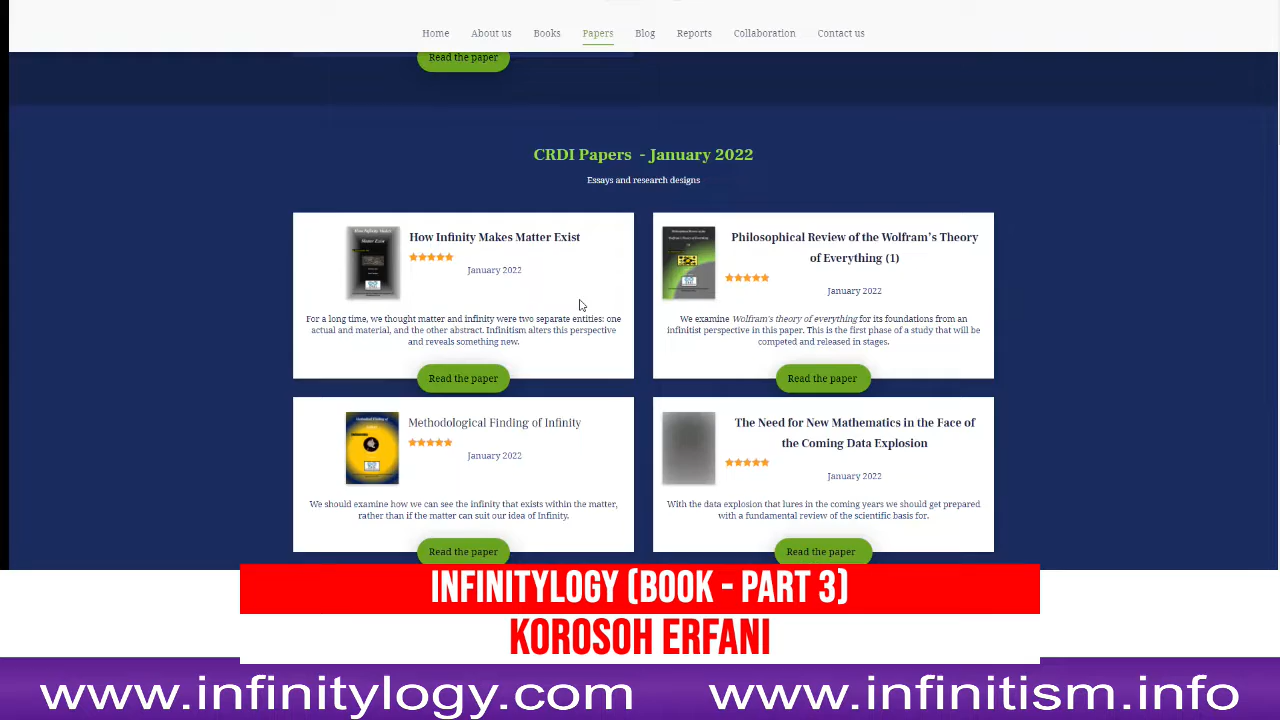 Home About us Books Papers Blog Reports Collaboration Contact us
Read the paper
CRDI Papers - January 2022
Essays and research designs
How Infinity Makes Matter Exist
January 2022
For a long time, we thought matter and infinity were two separate entities: one
actual and material, and the other abstract. Infinitism alters this perspective
and reveals something new.
Read the paper
Philosophical Review of the Wolfram's Theory
of Everything (1)
January 2022
We examine Wolfram's theory of everything for its foundations from an
infinitist perspective in this paper. This is the first phase of a study that will be
competed and released in stages.
Read the paper
Methodological Finding of Infinity
January 2022
We should examine how we can see the infinity that exists within the matter,
rather than if the matter can suit our idea of Infinity.
Read the paper
The Need for New Mathematics in the Face of
the Coming Data Explosion
January 2022
With the data explosion that lures in the coming years we should get prepared
with a fundamental review of the scientific basis for.
Read the paper
INFINITYLOGY (BOOK - PART 3)
KOROSOH ERFANI
www.infinitylogy.com www.infinitism.info